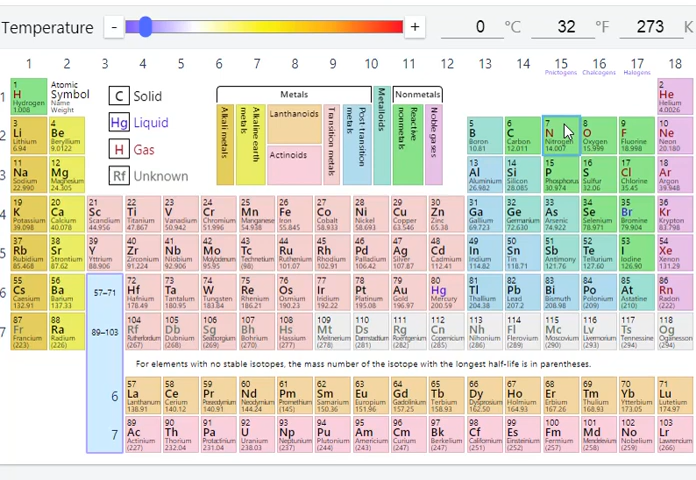 Temperature - + 0 °C 32 °F 273 K
1 2 3 4 5 6 7 8 9 10 11 12 13 14 15 16 17 18
Pnictogens Chalcogens Halogens
1
1 H Hydrogen 1.008
Atomic
Symbol
Name
Weight
C Solid
Hg Liquid
H Gas
Rf Unknown
Metals
Nonmetals
Alkali metals
Alkaline earth metals
Lanthanoids
Actinoids
Transition metals
Post transition metals
Metalloids
Reactive nonmetals
Noble gases
2 He Helium 4.0026
2
3 Li Lithium 6.94
4 Be Beryllium 9.0122
5 B Boron 10.81
6 C Carbon 12.011
7 N Nitrogen 14.007
8 O Oxygen 15.999
9 F Fluorine 18.998
10 Ne Neon 20.180
3
11 Na Sodium 22.990
12 Mg Magnesium 24.305
13 Al Aluminium 26.982
14 Si Silicon 28.085
15 P Phosphorus 30.974
16 S Sulfur 32.06
17 Cl Chlorine 35.45
18 Ar Argon 39.948
4
19 K Potassium 39.098
20 Ca Calcium 40.078
21 Sc Scandium 44.956
22 Ti Titanium 47.867
23 V Vanadium 50.942
24 Cr Chromium 51.996
25 Mn Manganese 54.938
26 Fe Iron 55.845
27 Co Cobalt 58.933
28 Ni Nickel 58.693
29 Cu Copper 63.546
30 Zn Zinc 65.38
31 Ga Gallium 69.723
32 Ge Germanium 72.630
33 As Arsenic 74.922
34 Se Selenium 78.971
35 Br Bromine 79.904
36 Kr Krypton 83.798
5
37 Rb Rubidium 85.468
38 Sr Strontium 87.62
39 Y Yttrium 88.906
40 Zr Zirconium 91.224
41 Nb Niobium 92.906
42 Mo Molybdenum 95.95
43 Tc Technetium (98)
44 Ru Ruthenium 101.07
45 Rh Rhodium 102.91
46 Pd Palladium 106.42
47 Ag Silver 107.87
48 Cd Cadmium 112.41
49 In Indium 114.82
50 Sn Tin 118.71
51 Sb Antimony 121.76
52 Te Tellurium 127.60
53 I Iodine 126.90
54 Xe Xenon 131.29
6
55 Cs Caesium 132.91
56 Ba Barium 137.33
57–71
72 Hf Hafnium 178.49
73 Ta Tantalum 180.95
74 W Tungsten 183.84
75 Re Rhenium 186.21
76 Os Osmium 190.23
77 Ir Iridium 192.22
78 Pt Platinum 195.08
79 Au Gold 196.97
80 Hg Mercury 200.59
81 Tl Thallium 204.38
82 Pb Lead 207.2
83 Bi Bismuth 208.98
84 Po Polonium (209)
85 At Astatine (210)
86 Rn Radon (222)
7
87 Fr Francium (223)
88 Ra Radium (226)
89–103
104 Rf Rutherfordium (267)
105 Db Dubnium (268)
106 Sg Seaborgium (269)
107 Bh Bohrium (270)
108 Hs Hassium (277)
109 Mt Meitnerium (278)
110 Ds Darmstadtium (281)
111 Rg Roentgenium (282)
112 Cn Copernicium (285)
113 Nh Nihonium (286)
114 Fl Flerovium (289)
115 Mc Moscovium (290)
116 Lv Livermorium (293)
117 Ts Tennessine (294)
118 Og Oganesson (294)
For elements with no stable isotopes, the mass number of the isotope with the longest half-life is in parentheses.
6
57 La Lanthanum 138.91
58 Ce Cerium 140.12
59 Pr Praseodymium 140.91
60 Nd Neodymium 144.24
61 Pm Promethium (145)
62 Sm Samarium 150.36
63 Eu Europium 151.96
64 Gd Gadolinium 157.25
65 Tb Terbium 158.93
66 Dy Dysprosium 162.50
67 Ho Holmium 164.93
68 Er Erbium 167.26
69 Tm Thulium 168.93
70 Yb Ytterbium 173.05
71 Lu Lutetium 174.97
7
89 Ac Actinium (227)
90 Th Thorium 232.04
91 Pa Protactinium 231.04
92 U Uranium 238.03
93 Np Neptunium (237)
94 Pu Plutonium (244)
95 Am Americium (243)
96 Cm Curium (247)
97 Bk Berkelium (247)
98 Cf Californium (251)
99 Es Einsteinium (252)
100 Fm Fermium (257)
101 Md Mendelevium (258)
102 No Nobelium (259)
103 Lr Lawrencium (266)